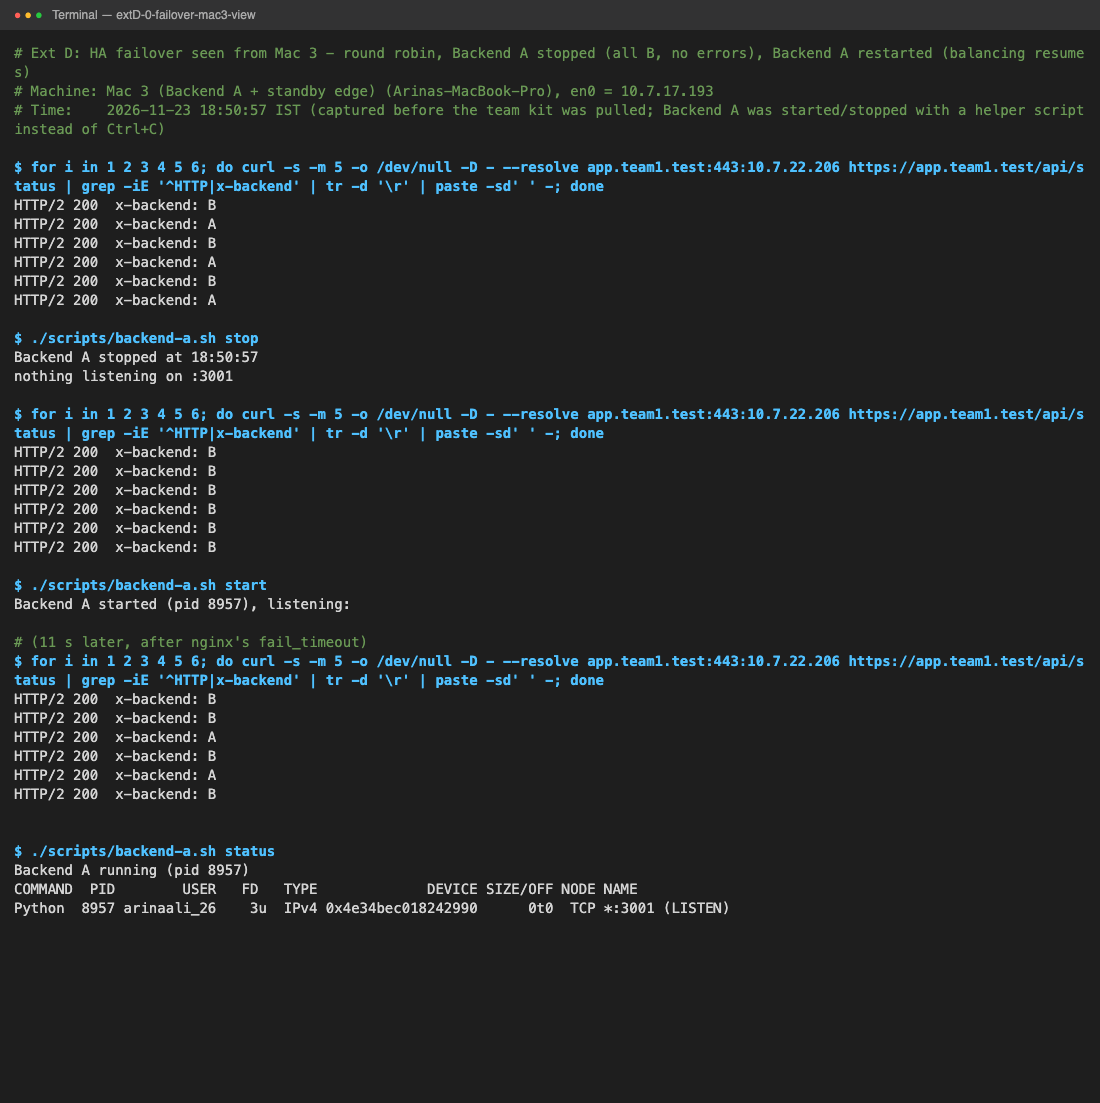 Terminal — extD-0-failover-mac3-view
# Ext D: HA failover seen from Mac 3 — round robin, Backend A stopped (all B, no errors), Backend A restarted (balancing resume
s)
# Machine: Mac 3 (Backend A + standby edge) (Arinas-MacBook-Pro), en0 = 10.7.17.193
# Time:    2026-11-23 18:50:57 IST (captured before the team kit was pulled; Backend A was started/stopped with a helper script
instead of Ctrl+C)
$ for i in 1 2 3 4 5 6; do curl -s -m 5 -o /dev/null -D - --resolve app.team1.test:443:10.7.22.206 https://app.team1.test/api/s
tatus | grep -iE '^HTTP|x-backend' | tr -d '\r' | paste -sd' ' -; done
HTTP/2 200  x-backend: B
HTTP/2 200  x-backend: A
HTTP/2 200  x-backend: B
HTTP/2 200  x-backend: A
HTTP/2 200  x-backend: B
HTTP/2 200  x-backend: A
$ ./scripts/backend-a.sh stop
Backend A stopped at 18:50:57
nothing listening on :3001
$ for i in 1 2 3 4 5 6; do curl -s -m 5 -o /dev/null -D - --resolve app.team1.test:443:10.7.22.206 https://app.team1.test/api/s
tatus | grep -iE '^HTTP|x-backend' | tr -d '\r' | paste -sd' ' -; done
HTTP/2 200  x-backend: B
HTTP/2 200  x-backend: B
HTTP/2 200  x-backend: B
HTTP/2 200  x-backend: B
HTTP/2 200  x-backend: B
HTTP/2 200  x-backend: B
$ ./scripts/backend-a.sh start
Backend A started (pid 8957), listening:
# (11 s later, after nginx's fail_timeout)
$ for i in 1 2 3 4 5 6; do curl -s -m 5 -o /dev/null -D - --resolve app.team1.test:443:10.7.22.206 https://app.team1.test/api/s
tatus | grep -iE '^HTTP|x-backend' | tr -d '\r' | paste -sd' ' -; done
HTTP/2 200  x-backend: B
HTTP/2 200  x-backend: B
HTTP/2 200  x-backend: A
HTTP/2 200  x-backend: B
HTTP/2 200  x-backend: A
HTTP/2 200  x-backend: B
$ ./scripts/backend-a.sh status
Backend A running (pid 8957)
COMMAND  PID        USER   FD   TYPE             DEVICE SIZE/OFF NODE NAME
Python  8957 arinaali_26    3u  IPv4 0x4e34bec018242990      0t0  TCP *:3001 (LISTEN)